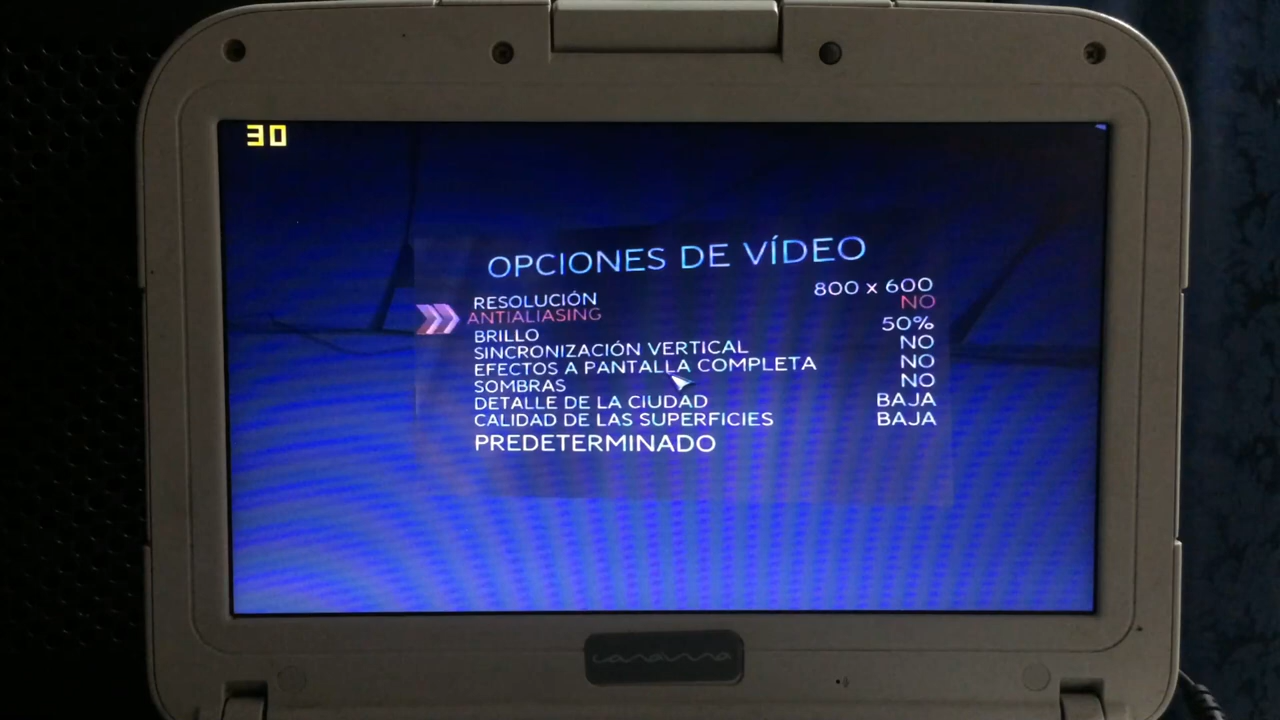 30
OPCIONES DE VÍDEO
RESOLUCIÓN 800 x 600
ANTIALIASING NO
BRILLO 50%
SINCRONIZACIÓN VERTICAL NO
EFECTOS A PANTALLA COMPLETA NO
SOMBRAS NO
DETALLE DE LA CIUDAD BAJA
CALIDAD DE LAS SUPERFICIES BAJA
PREDETERMINADO
canaima